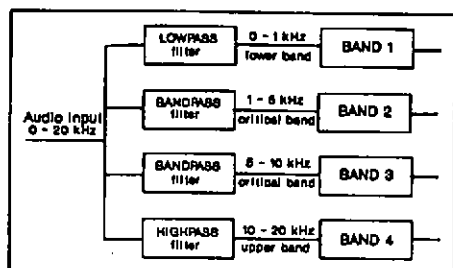 LOWPASS filter
0 - 1 kHz
lower band
BAND 1
BANDPASS filter
1 - 5 kHz
critical band
BAND 2
Audio input
0 - 20 kHz
BANDPASS filter
5 - 10 kHz
critical band
BAND 3
HIGHPASS filter
10 - 20 kHz
upper band
BAND 4